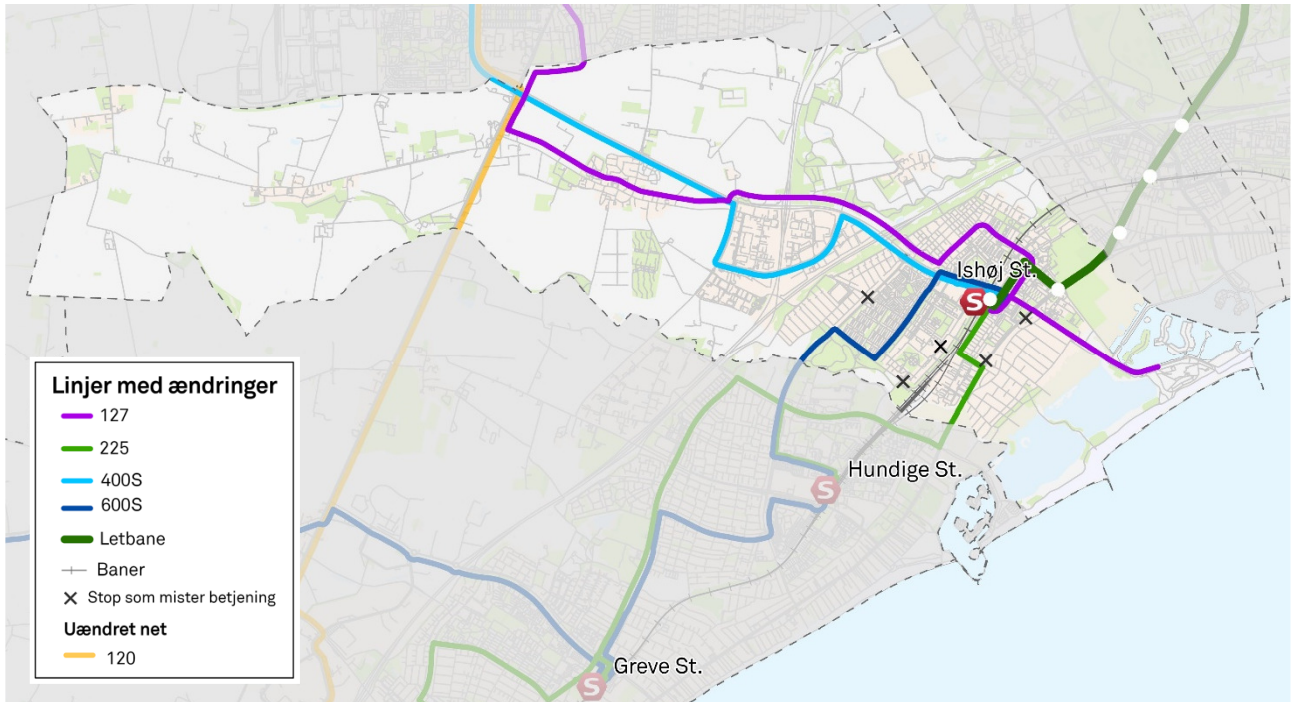 Ishøj St.
S
Linjer med ændringer
127
225
400S
600S
Letbane
Baner
Stop som mister betjening
Uændret net
120
Hundige St.
S
Greve St.
S